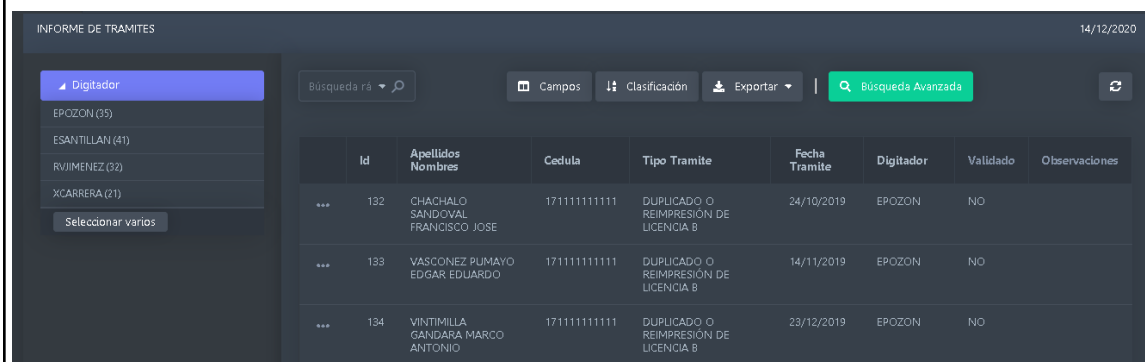 INFORME DE TRAMITES 14/12/2020
Digitador
EPOZON (35)
ESANTILLAN (41)
RVJIMENEZ (32)
XCARRERA (21)
Seleccionar varios
Búsqueda rá Campos Clasificación Exportar | Búsqueda Avanzada
Id Apellidos Nombres Cedula Tipo Tramite Fecha Tramite Digitador Validado Observaciones
132 CHACHALO SANDOVAL FRANCISCO JOSE 171111111111 DUPLICADO O REIMPRESIÓN DE LICENCIA B 24/10/2019 EPOZON NO
133 VASCONEZ PUMAYO EDGAR EDUARDO 171111111111 DUPLICADO O REIMPRESIÓN DE LICENCIA B 14/11/2019 EPOZON NO
134 VINTIMILLA GANDARA MARCO ANTONIO 171111111111 DUPLICADO O REIMPRESIÓN DE LICENCIA B 23/12/2019 EPOZON NO